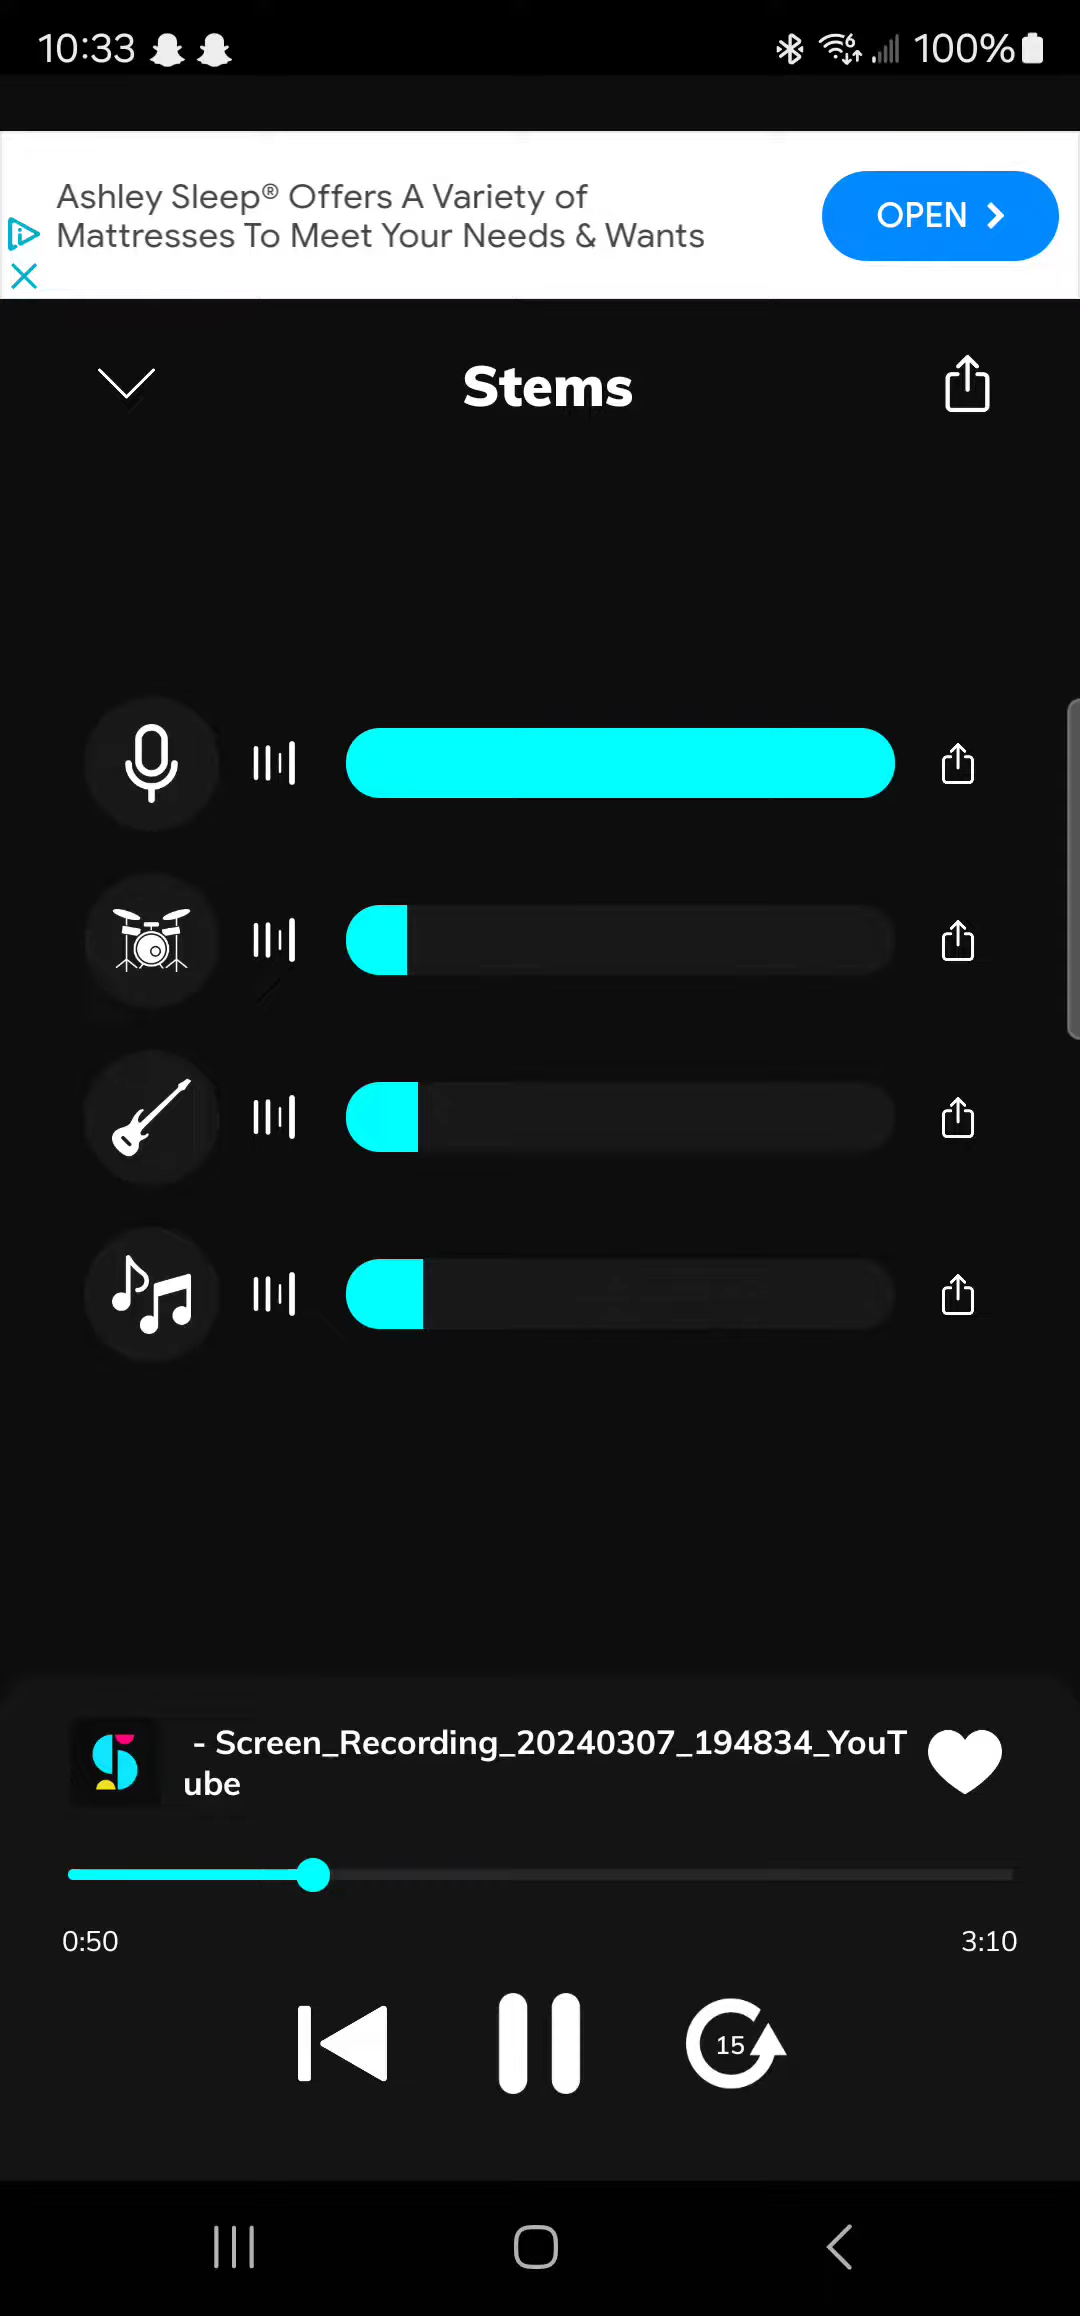 10:33
100%
Ashley Sleep® Offers A Variety of
Mattresses To Meet Your Needs & Wants
OPEN
Stems
- Screen_Recording_20240307_194834_YouT
ube
0:50
3:10
15